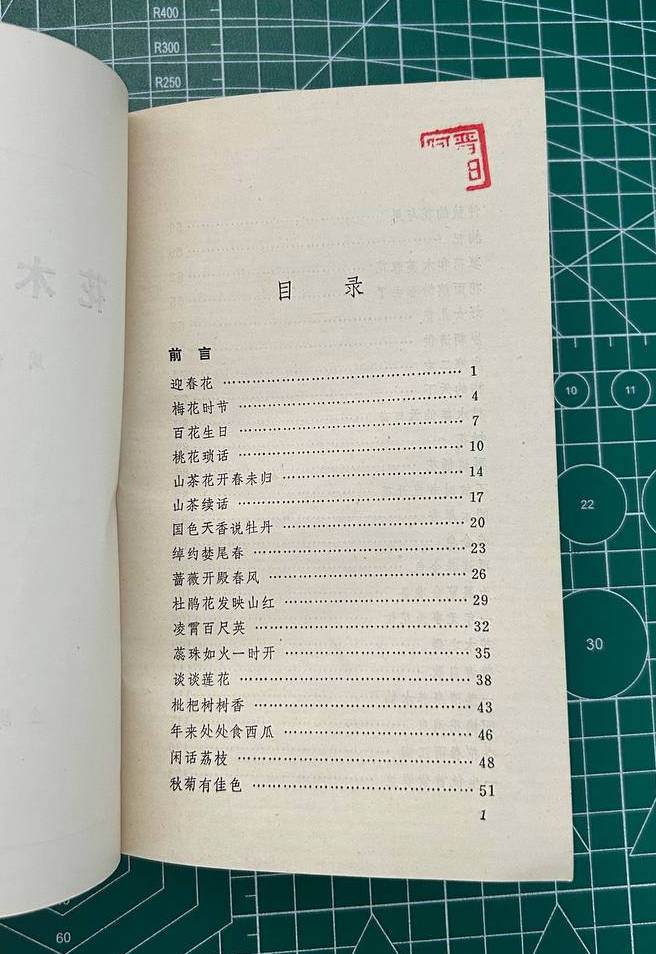 R400
R300
R250
目 录
前 言
迎春花 …… 1
梅花时节 …… 4
百花生日 …… 7
桃花琐话 …… 10
山茶花开春未归 …… 14
山茶续话 …… 17
国色天香说牡丹 …… 20
绰约婪尾春 …… 23
蔷薇开殿春风 …… 26
杜鹃花发映山红 …… 29
凌霄百尺英 …… 32
蕊珠如火一时开 …… 35
谈谈莲花 …… 38
枇杷树树香 …… 43
年来处处食西瓜 …… 46
闲话荔枝 …… 48
秋菊有佳色 …… 51
1
10
11
22
30
60